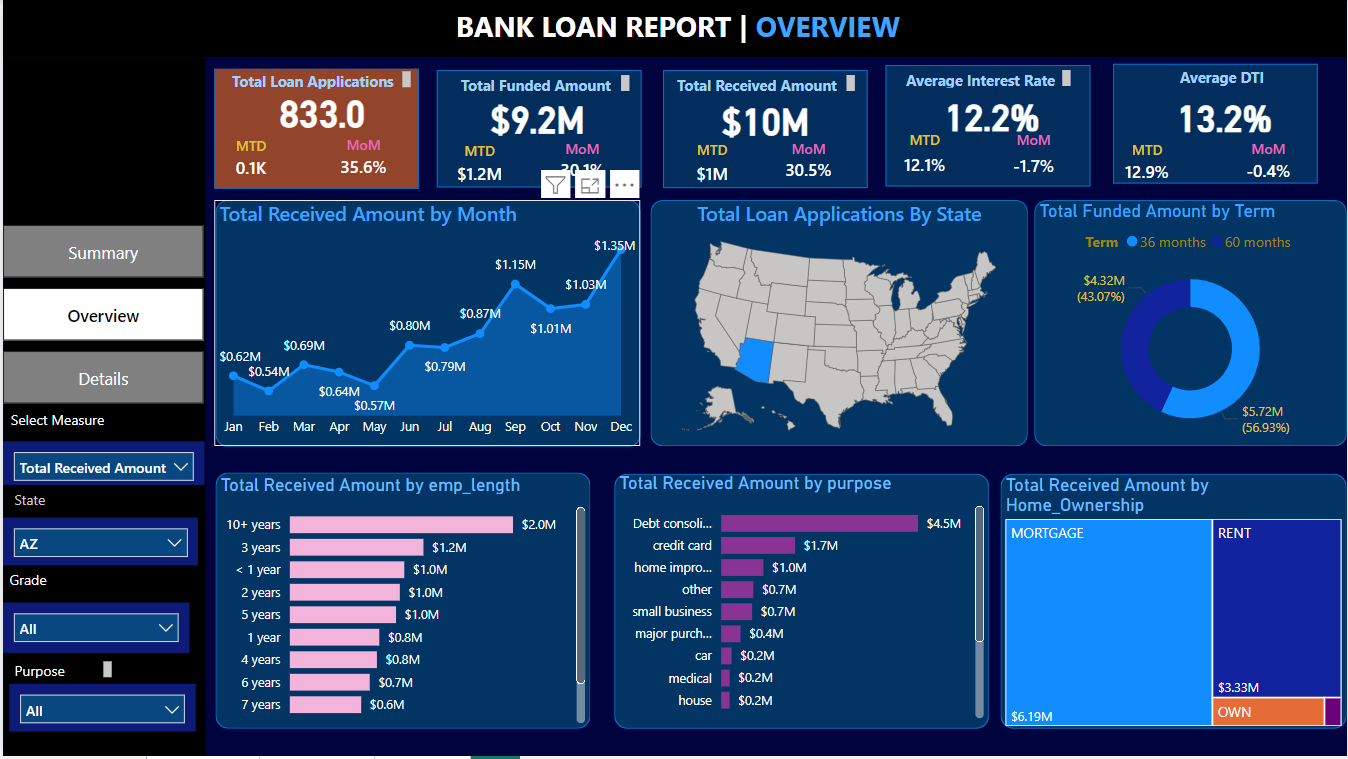 BANK LOAN REPORT | OVERVIEW
Total Loan Applications
833.0
MTD
MoM
0.1K
35.6%
Total Funded Amount
$9.2M
MTD
MoM
$1.2M
30.1%
Total Received Amount
$10M
MTD
MoM
$1M
30.5%
Average Interest Rate
12.2%
MTD
MoM
12.1%
-1.7%
Average DTI
13.2%
MTD
MoM
12.9%
-0.4%
Summary
Overview
Details
Select Measure
Total Received Amount
State
AZ
Grade
All
Purpose
All
Total Received Amount by Month
$0.62M
$0.54M
$0.69M
$0.64M
$0.57M
$0.80M
$0.79M
$0.87M
$1.15M
$1.01M
$1.03M
$1.35M
Jan Feb Mar Apr May Jun Jul Aug Sep Oct Nov Dec
Total Loan Applications By State
Total Funded Amount by Term
Term 36 months 60 months
$4.32M
(43.07%)
$5.72M
(56.93%)
Total Received Amount by emp_length
10+ years $2.0M
3 years $1.2M
< 1 year $1.0M
2 years $1.0M
5 years $1.0M
1 year $0.8M
4 years $0.8M
6 years $0.7M
7 years $0.6M
Total Received Amount by purpose
Debt consoli... $4.5M
credit card $1.7M
home impro... $1.0M
other $0.7M
small business $0.7M
major purch... $0.4M
car $0.2M
medical $0.2M
house $0.2M
Total Received Amount by
Home_Ownership
MORTGAGE
$6.19M
RENT
$3.33M
OWN